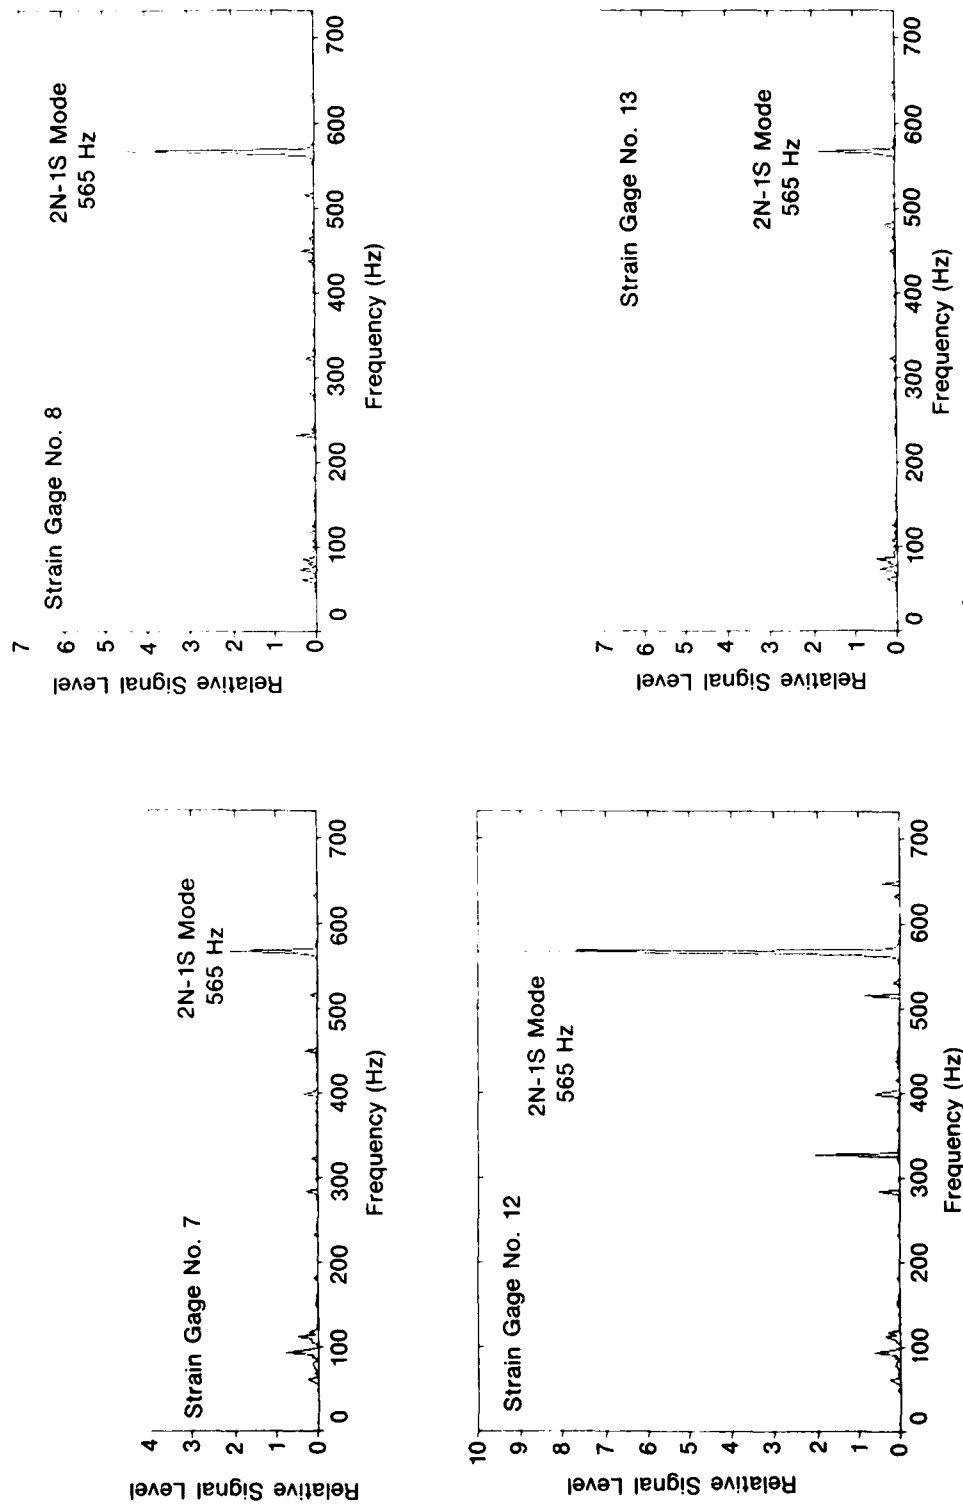 Strain Gage No. 7
2N-1S Mode
565 Hz
Relative Signal Level
4
3
2
1
0
0 100 200 300 400 500 600 700
Frequency (Hz)
Strain Gage No. 8
2N-1S Mode
565 Hz
Relative Signal Level
7
6
5
4
3
2
1
0
0 100 200 300 400 500 600 700
Frequency (Hz)
Strain Gage No. 12
2N-1S Mode
565 Hz
Relative Signal Level
10
9
8
7
6
5
4
3
2
1
0
0 100 200 300 400 500 600 700
Frequency (Hz)
Strain Gage No. 13
2N-1S Mode
565 Hz
Relative Signal Level
7
6
5
4
3
2
1
0
0 100 200 300 400 500 600 700
Frequency (Hz)